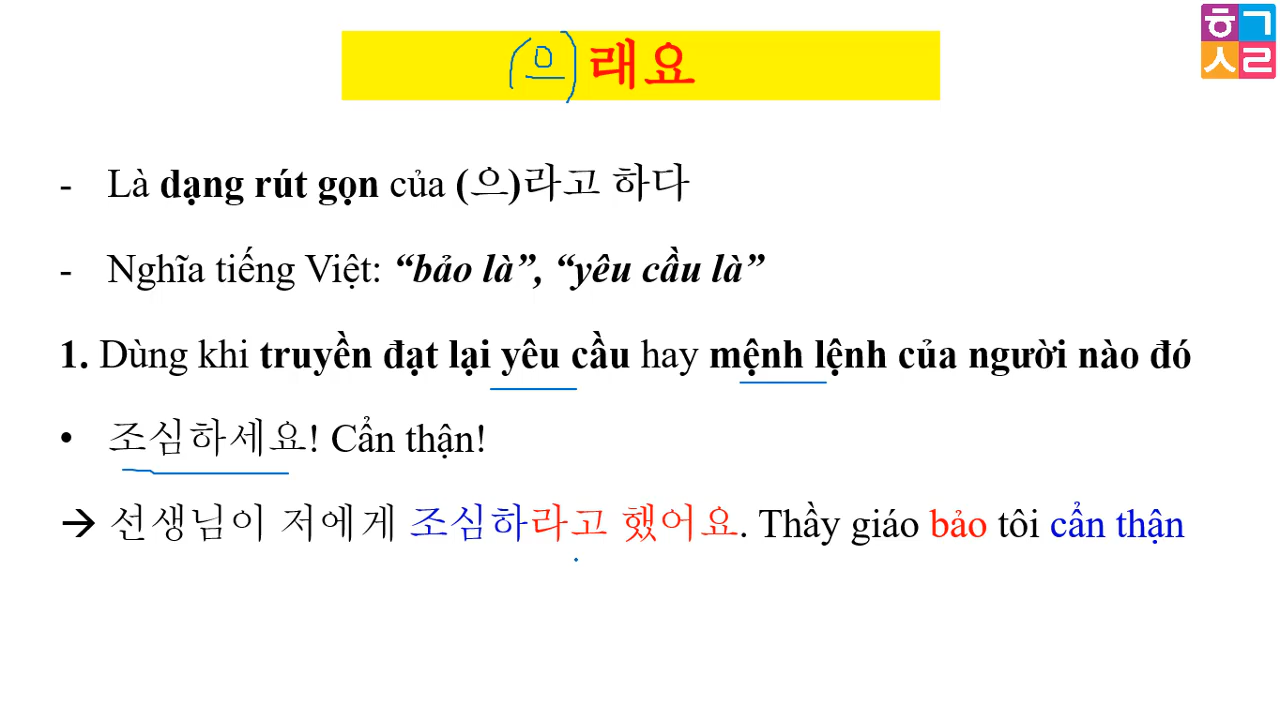 (으)래요
ㅎㄱ
ㅅㄹ
- Là dạng rút gọn của (으)라고 하다
- Nghĩa tiếng Việt: “bảo là”, “yêu cầu là”
1. Dùng khi truyền đạt lại yêu cầu hay mệnh lệnh của người nào đó
• 조심하세요! Cẩn thận!
→ 선생님이 저에게 조심하라고 했어요. Thầy giáo bảo tôi cẩn thận